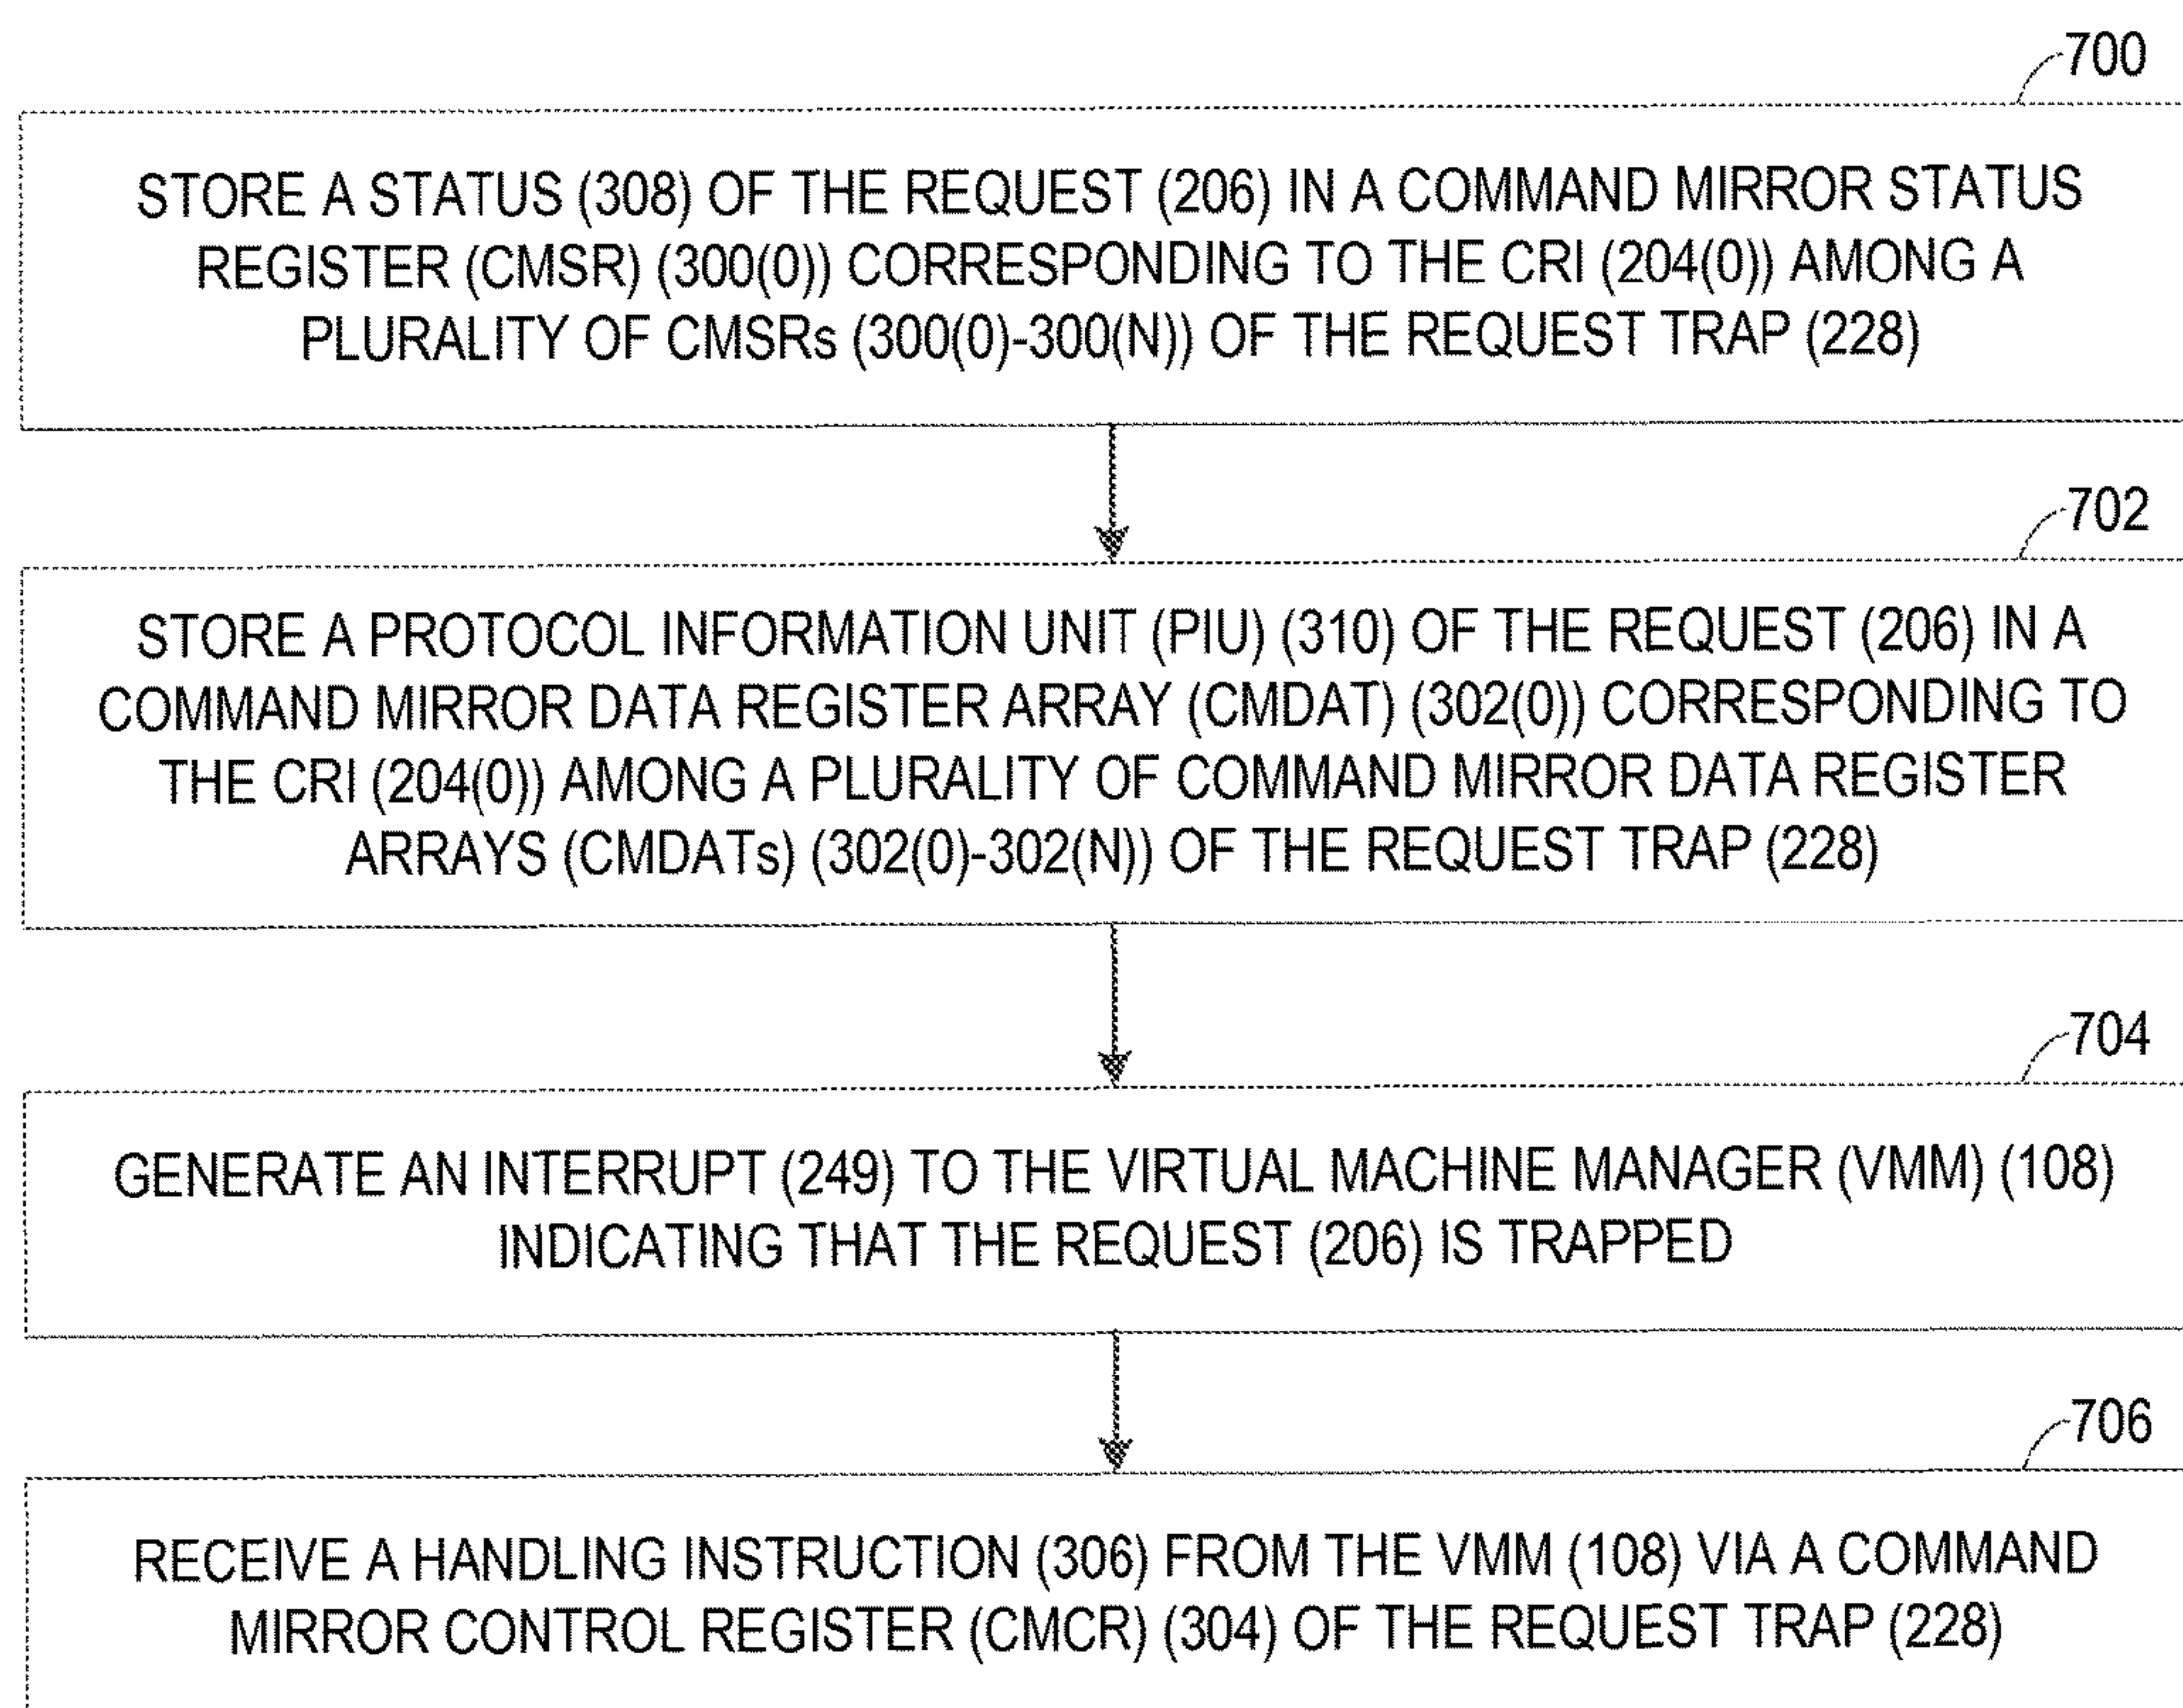 700
STORE A STATUS (308) OF THE REQUEST (206) IN A COMMAND MIRROR STATUS
REGISTER (CMSR) (300(0)) CORRESPONDING TO THE CRI (204(0)) AMONG A
PLURALITY OF CMSRs (300(0)-300(N)) OF THE REQUEST TRAP (228)
702
STORE A PROTOCOL INFORMATION UNIT (PIU) (310) OF THE REQUEST (206) IN A
COMMAND MIRROR DATA REGISTER ARRAY (CMDAT) (302(0)) CORRESPONDING TO
THE CRI (204(0)) AMONG A PLURALITY OF COMMAND MIRROR DATA REGISTER
ARRAYS (CMDATs) (302(0)-302(N)) OF THE REQUEST TRAP (228)
704
GENERATE AN INTERRUPT (249) TO THE VIRTUAL MACHINE MANAGER (VMM) (108)
INDICATING THAT THE REQUEST (206) IS TRAPPED
706
RECEIVE A HANDLING INSTRUCTION (306) FROM THE VMM (108) VIA A COMMAND
MIRROR CONTROL REGISTER (CMCR) (304) OF THE REQUEST TRAP (228)